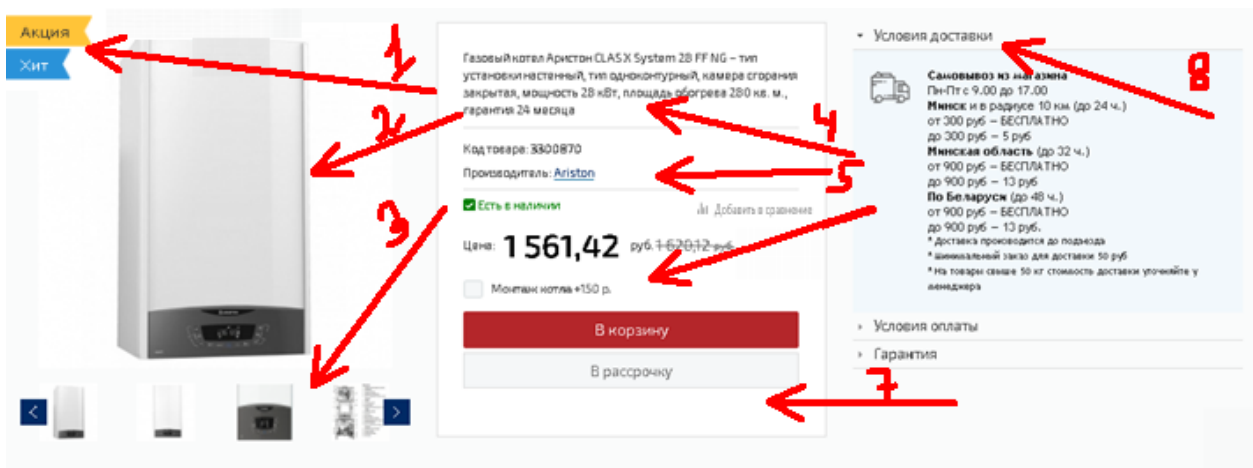 Акция
Хит
1
2
3
Газовый котел Аристон CLAS X System 28 FF NG – тип
установки настенный, тип одноконтурный, камера сгорания
закрытая, мощность 28 кВт, площадь обогрева 280 кв. м.,
гарантия 24 месяца
Код товара: 3300870
Производитель: Ariston
Есть в наличии
Добавить в сравнение
Цена: 1 561,42 руб. 1 620,12 руб.
Монтаж котла +150 р.
В корзину
В рассрочку
4
5
7
Условия доставки
8
Самовывоз из магазина
Пн-Пт с 9.00 до 17.00
Минск и в радиусе 10 км (до 24 ч.)
от 300 руб – БЕСПЛАТНО
до 300 руб – 5 руб
Минская область (до 32 ч.)
от 900 руб – БЕСПЛАТНО
до 900 руб – 13 руб
По Беларуси (до 48 ч.)
от 900 руб – БЕСПЛАТНО
до 900 руб – 13 руб.
* Доставка производится до подъезда
* минимальный заказ для доставки 50 руб
* На товары свыше 50 кг стоимость доставки уточняйте у
менеджера
Условия оплаты
Гарантия